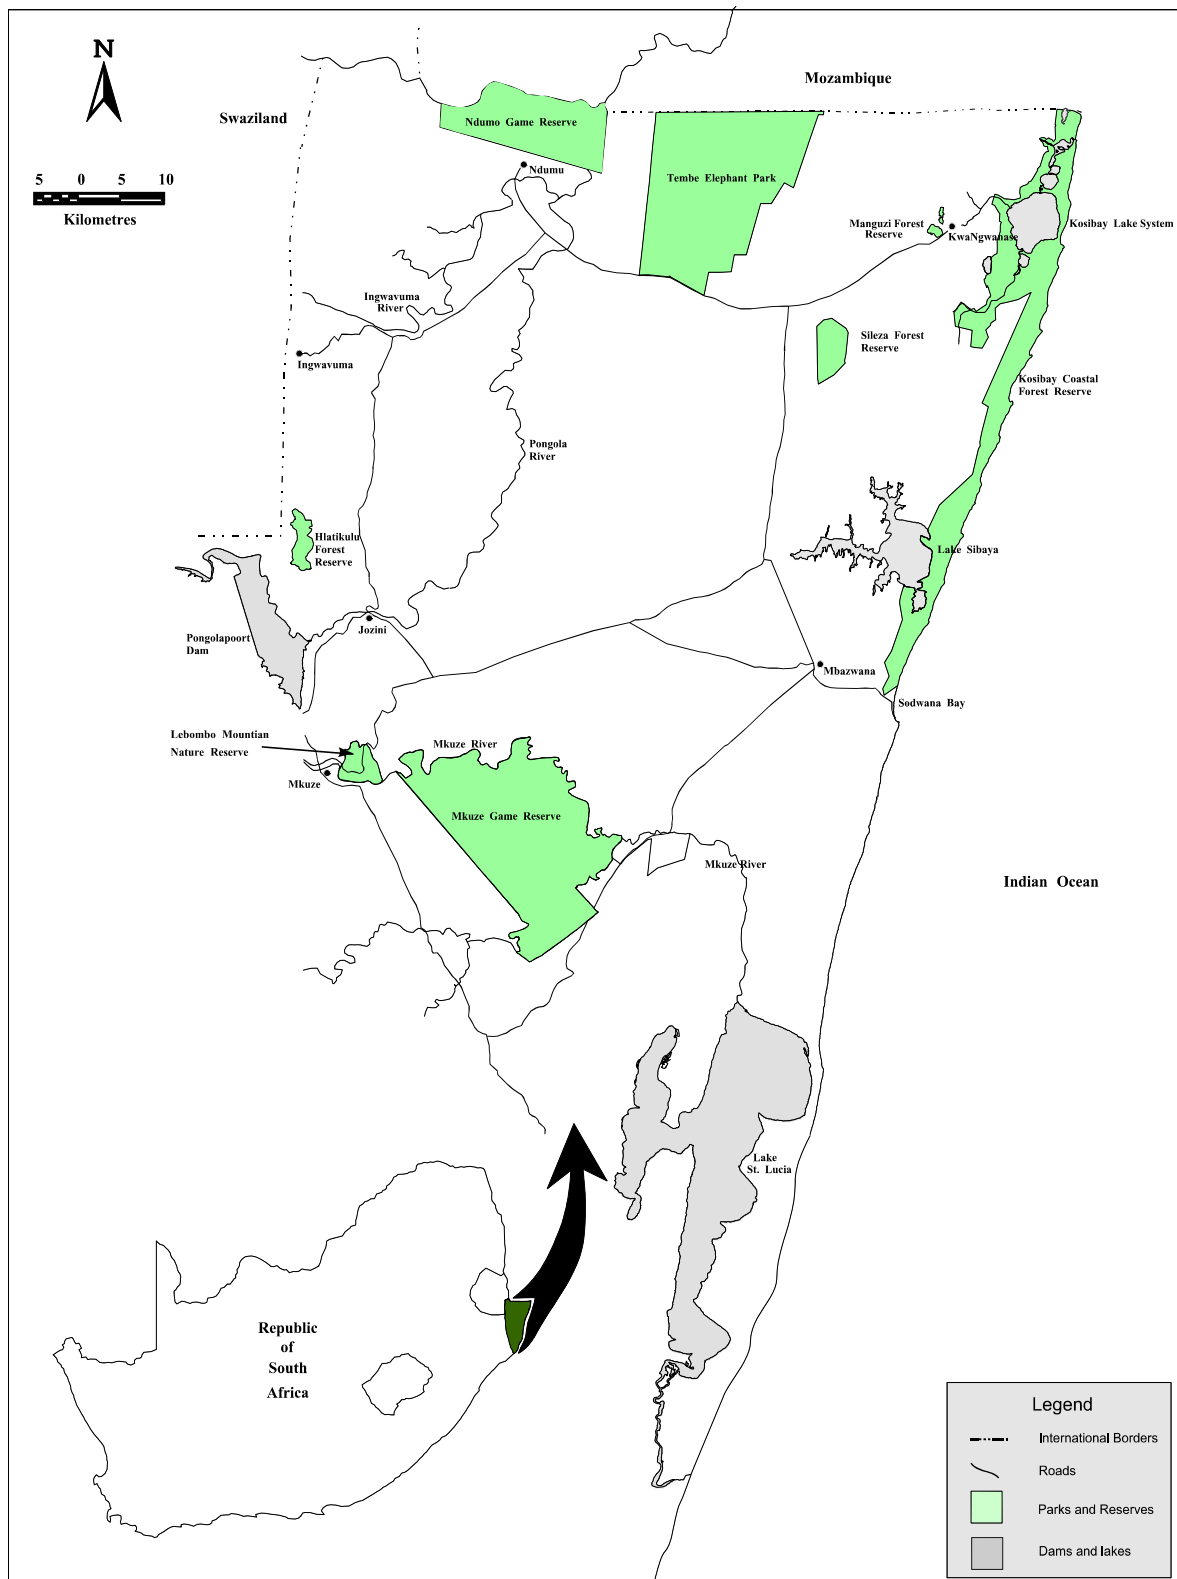 N
Mozambique
Swaziland
Ndumo Game Reserve
Ndumu
5 0 5 10
Kilometres
Tembe Elephant Park
Manguzi Forest
Reserve
KwaNgwanase
Kosibay Lake System
Ingwavuma
River
Ingwavuma
Sileza Forest
Reserve
Kosibay Coastal
Forest Reserve
Pongola
River
Hlatikulu
Forest
Reserve
Lake Sibaya
Pongolapoort
Dam
Jozini
Mbazwana
Sodwana Bay
Lebombo Mountian
Nature Reserve
Mkuze River
Mkuze
Mkuze Game Reserve
Mkuze River
Indian Ocean
Lake
St. Lucia
Republic
of
South
Africa
Legend
International Borders
Roads
Parks and Reserves
Dams and lakes